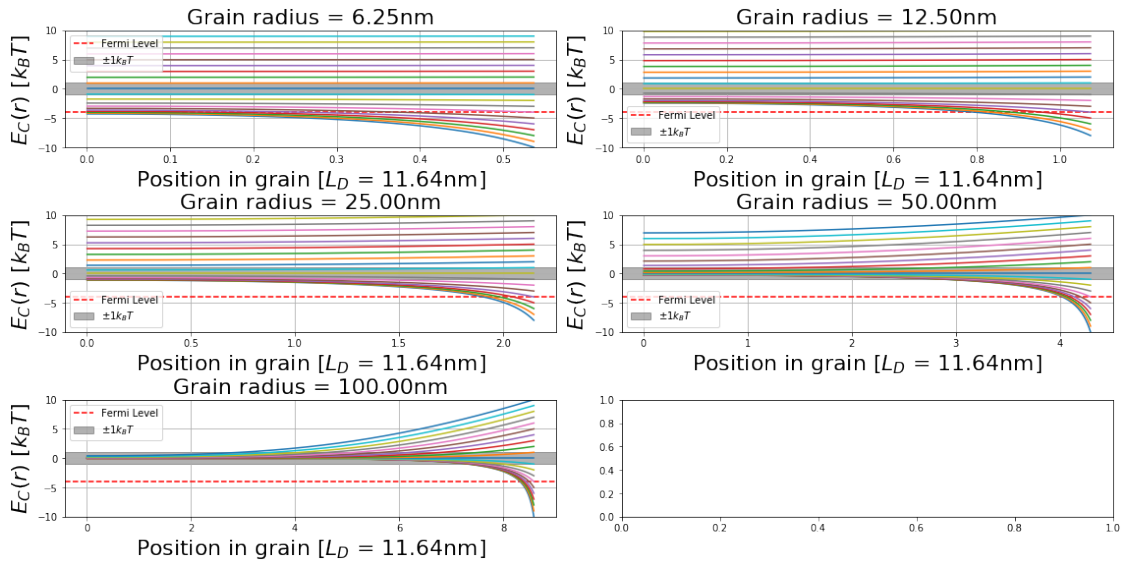 Grain radius = 6.25nm
E_C(r) [k_BT]
10
5
0
−5
−10
Fermi Level
±1k_BT
0.0 0.1 0.2 0.3 0.4 0.5
Position in grain [L_D = 11.64nm]
Grain radius = 12.50nm
E_C(r) [k_BT]
10
5
0
−5
−10
Fermi Level
±1k_BT
0.0 0.2 0.4 0.6 0.8 1.0
Position in grain [L_D = 11.64nm]
Grain radius = 25.00nm
E_C(r) [k_BT]
10
5
0
−5
−10
Fermi Level
±1k_BT
0.0 0.5 1.0 1.5 2.0
Position in grain [L_D = 11.64nm]
Grain radius = 50.00nm
E_C(r) [k_BT]
10
5
0
−5
−10
Fermi Level
±1k_BT
0 1 2 3 4
Position in grain [L_D = 11.64nm]
Grain radius = 100.00nm
E_C(r) [k_BT]
10
5
0
−5
−10
Fermi Level
±1k_BT
0 2 4 6 8
Position in grain [L_D = 11.64nm]
1.0
0.8
0.6
0.4
0.2
0.0
0.0 0.2 0.4 0.6 0.8 1.0